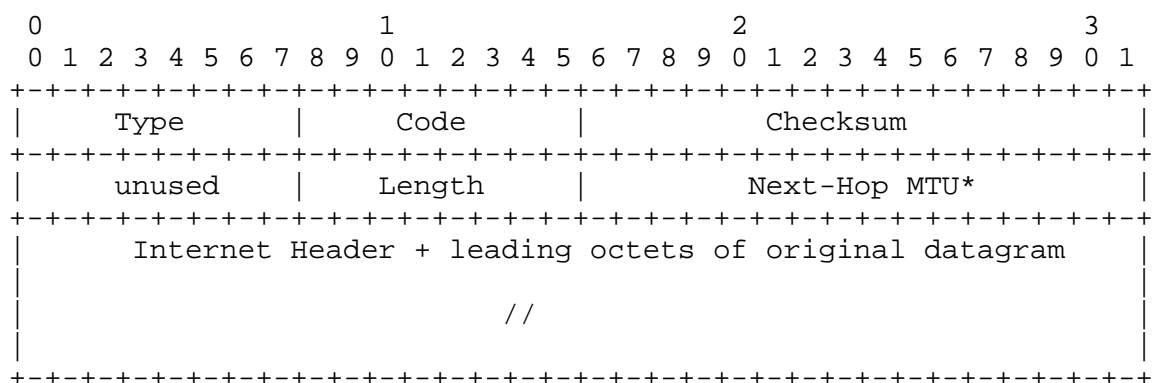 0                   1                   2                   3
 0 1 2 3 4 5 6 7 8 9 0 1 2 3 4 5 6 7 8 9 0 1 2 3 4 5 6 7 8 9 0 1
+-+-+-+-+-+-+-+-+-+-+-+-+-+-+-+-+-+-+-+-+-+-+-+-+-+-+-+-+-+-+-+-+
|     Type      |     Code      |          Checksum             |
+-+-+-+-+-+-+-+-+-+-+-+-+-+-+-+-+-+-+-+-+-+-+-+-+-+-+-+-+-+-+-+-+
|     unused    |    Length     |         Next-Hop MTU*         |
+-+-+-+-+-+-+-+-+-+-+-+-+-+-+-+-+-+-+-+-+-+-+-+-+-+-+-+-+-+-+-+-+
|      Internet Header + leading octets of original datagram    |
|                                                               |
|                           //                                  |
|                                                               |
+-+-+-+-+-+-+-+-+-+-+-+-+-+-+-+-+-+-+-+-+-+-+-+-+-+-+-+-+-+-+-+-+